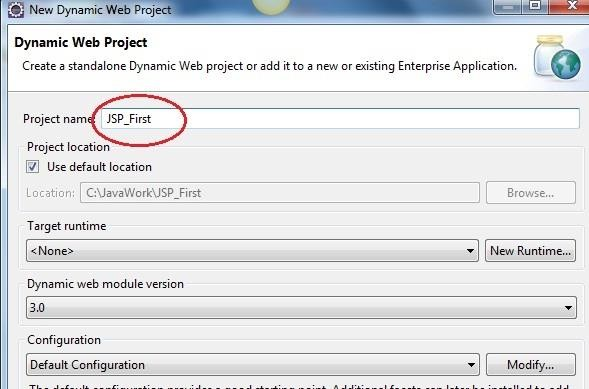 New Dynamic Web Project
Dynamic Web Project
Create a standalone Dynamic Web project or add it to a new or existing Enterprise Application.
Project name: JSP_First
Project location
Use default location
Location: C:\JavaWork\JSP_First Browse...
Target runtime
<None> New Runtime...
Dynamic web module version
3.0
Configuration
Default Configuration Modify...
The default configuration provides a good starting point. Additional facets can later be installed to add